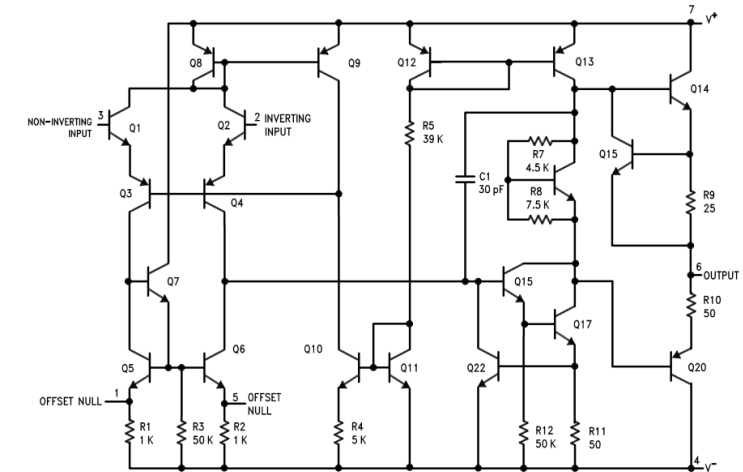 7
V+
Q8
Q9
Q12
Q13
Q14
NON-INVERTING
INPUT
3
Q1
Q2
2
INVERTING
INPUT
R5
39 K
Q15
R7
4.5 K
R8
7.5 K
C1
30 pF
Q3
Q4
R9
25
6
OUTPUT
Q7
Q15
R10
50
Q17
Q5
Q6
Q10
Q11
Q22
Q20
1
OFFSET NULL
5
OFFSET
NULL
R1
1 K
R3
50 K
R2
1 K
R4
5 K
R12
50 K
R11
50
4
V-